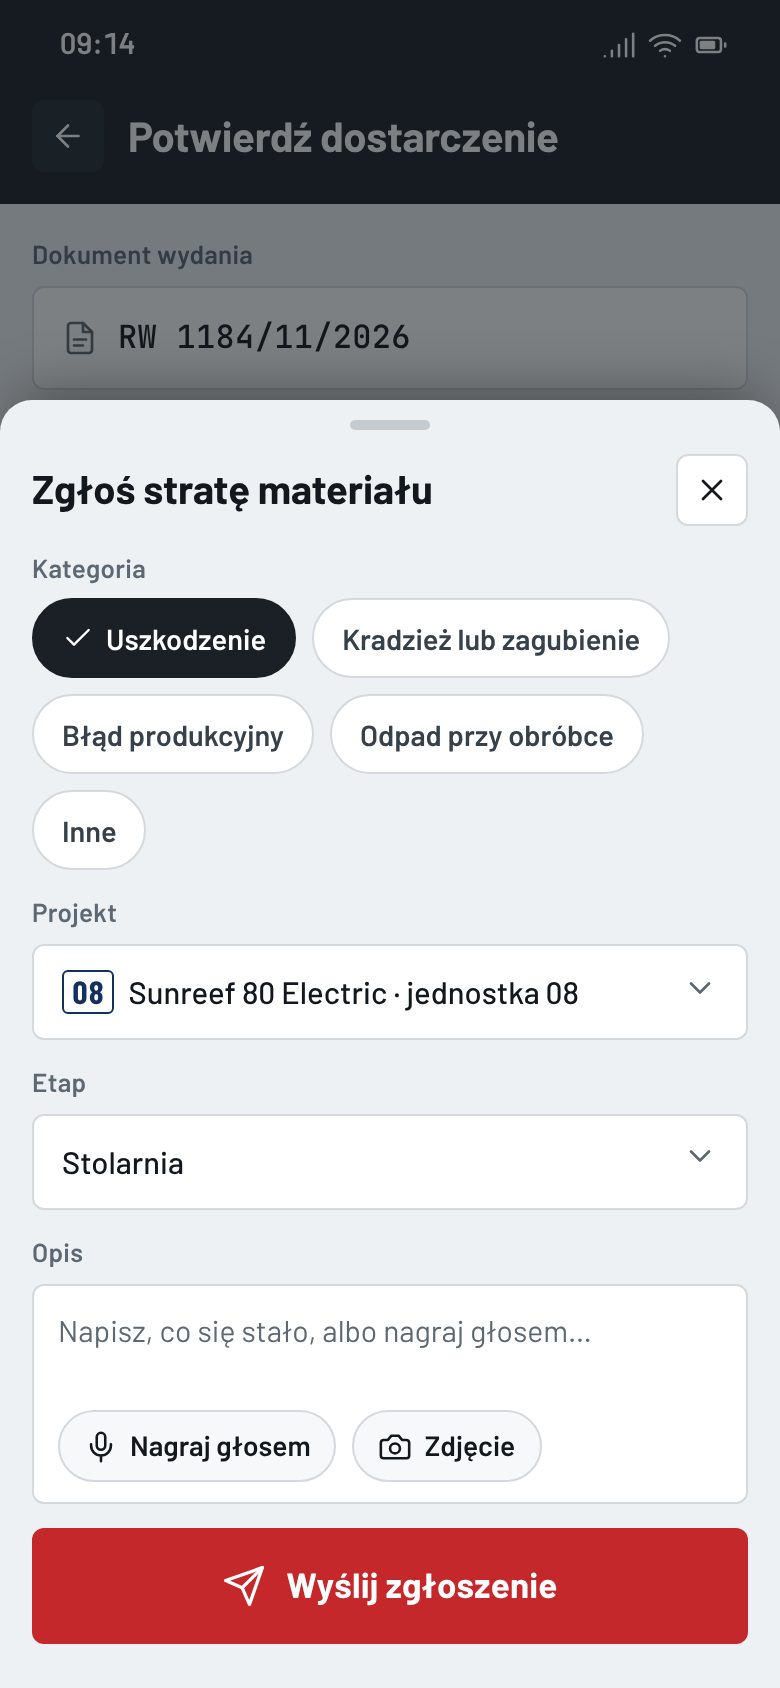 09:14
Potwierdź dostarczenie
Dokument wydania
RW 1184/11/2026
Zgłoś stratę materiału
Kategoria
Uszkodzenie
Kradzież lub zagubienie
Błąd produkcyjny
Odpad przy obróbce
Inne
Projekt
08 Sunreef 80 Electric · jednostka 08
Etap
Stolarnia
Opis
Napisz, co się stało, albo nagraj głosem...
Nagraj głosem
Zdjęcie
Wyślij zgłoszenie